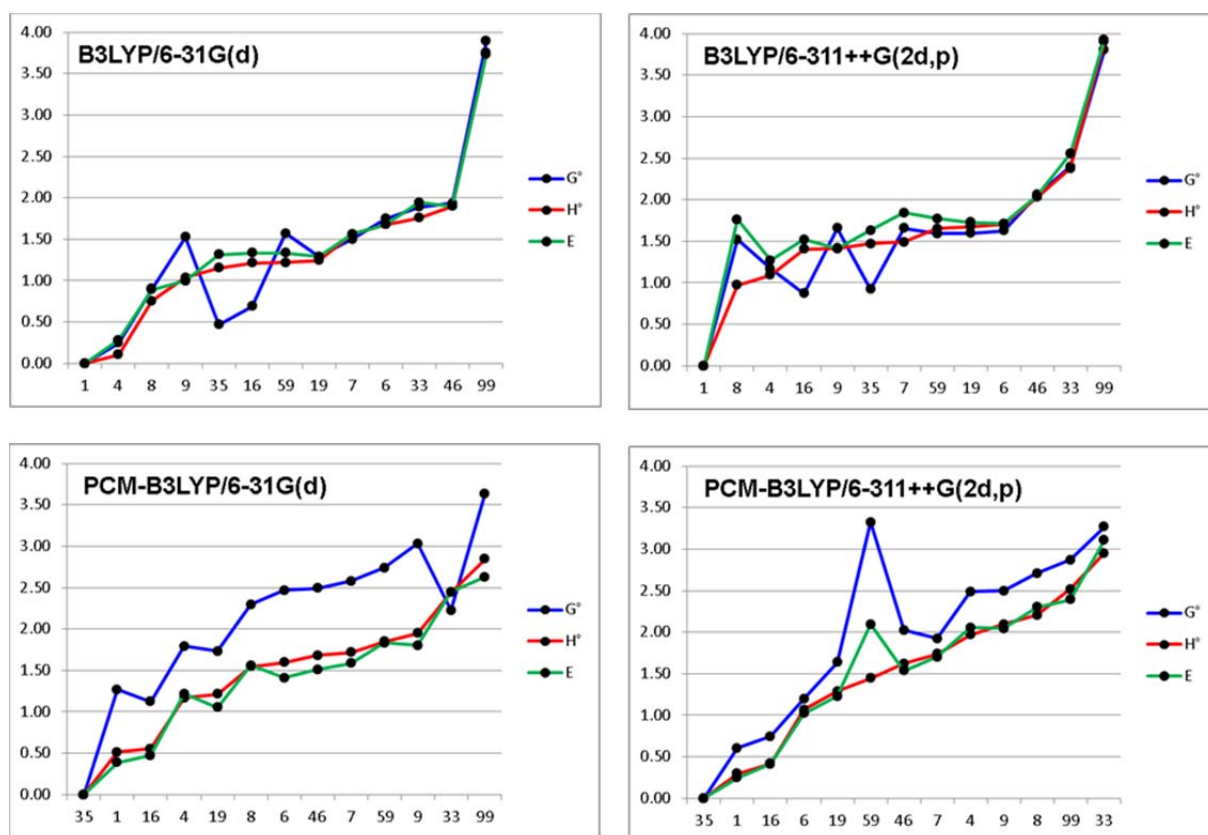 B3LYP/6-31G(d)
4.00
3.50
3.00
2.50
2.00
1.50
1.00
0.50
0.00
1 4 8 9 35 16 59 19 7 6 33 46 99
G°
H°
E
B3LYP/6-311++G(2d,p)
4.00
3.50
3.00
2.50
2.00
1.50
1.00
0.50
0.00
1 8 4 16 9 35 7 59 19 6 46 33 99
G°
H°
E
PCM-B3LYP/6-31G(d)
4.00
3.50
3.00
2.50
2.00
1.50
1.00
0.50
0.00
35 1 16 4 19 8 6 46 7 59 9 33 99
G°
H°
E
PCM-B3LYP/6-311++G(2d,p)
4.00
3.50
3.00
2.50
2.00
1.50
1.00
0.50
0.00
35 1 16 6 19 59 46 7 4 9 8 99 33
G°
H°
E